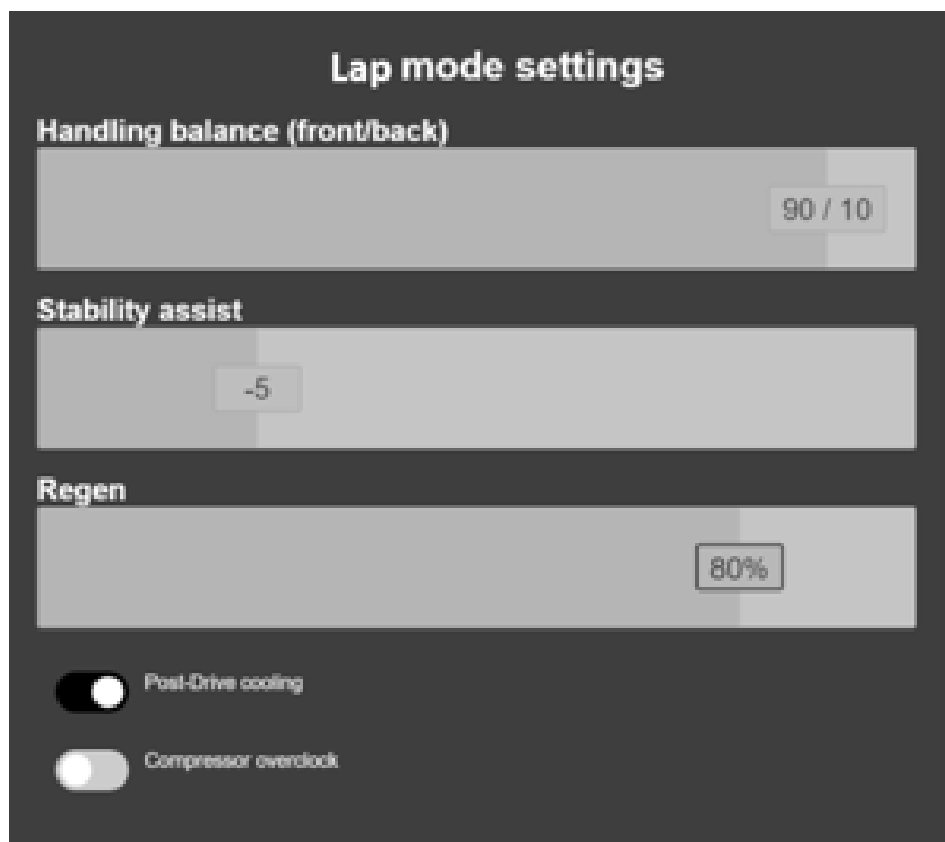 Lap mode settings
Handling balance (front/back)
90 / 10
Stability assist
-5
Regen
80%
Post-Drive cooling
Compressor overclock